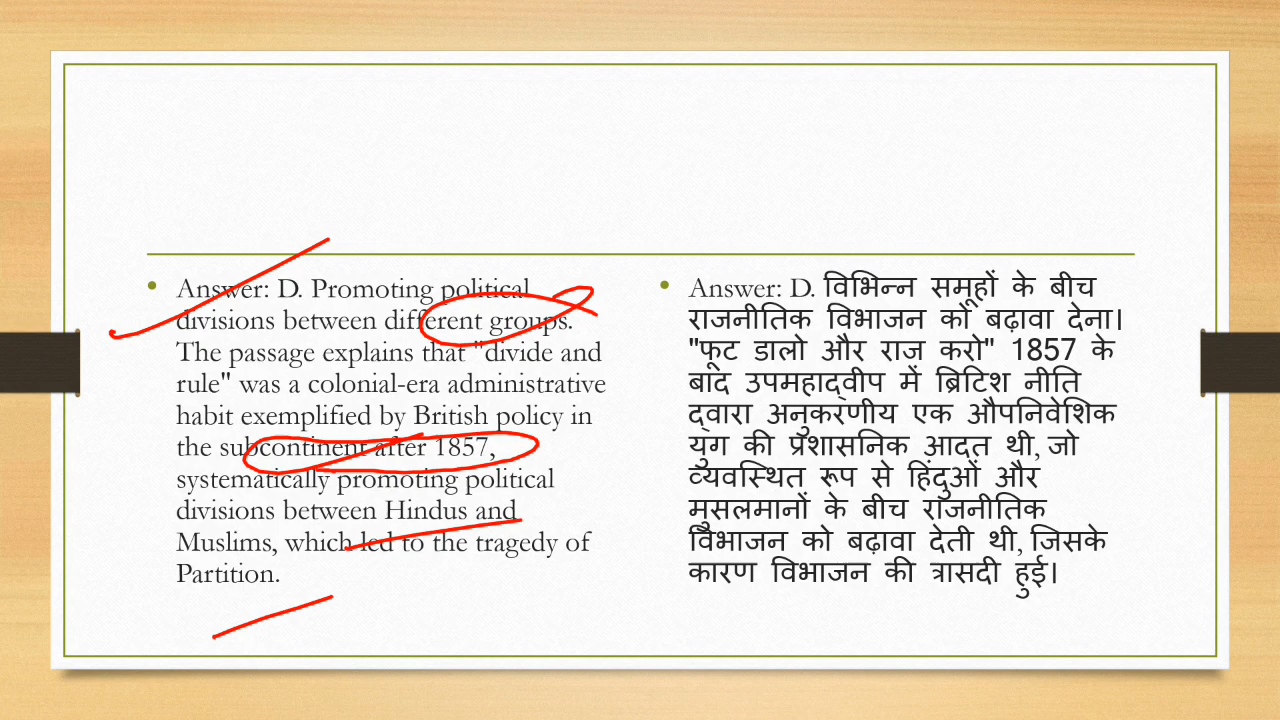 Answer: D. Promoting political
divisions between different groups.
The passage explains that "divide and
rule" was a colonial-era administrative
habit exemplified by British policy in
the subcontinent after 1857,
systematically promoting political
divisions between Hindus and
Muslims, which led to the tragedy of
Partition.
Answer: D. विभिन्न समूहों के बीच
राजनीतिक विभाजन को बढ़ावा देना।
"फूट डालो और राज करो" 1857 के
बाद उपमहाद्वीप में ब्रिटिश नीति
द्वारा अनुकरणीय एक औपनिवेशिक
युग की प्रशासनिक आदत थी, जो
व्यवस्थित रूप से हिंदुओं और
मुसलमानों के बीच राजनीतिक
विभाजन को बढ़ावा देती थी, जिसके
कारण विभाजन की त्रासदी हुई।